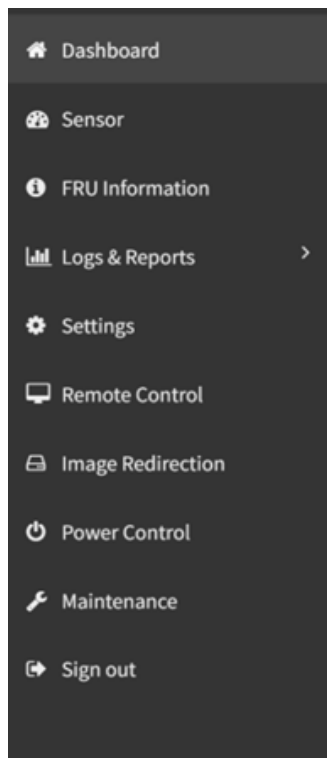 Dashboard
Sensor
FRU Information
Logs & Reports
Settings
Remote Control
Image Redirection
Power Control
Maintenance
Sign out